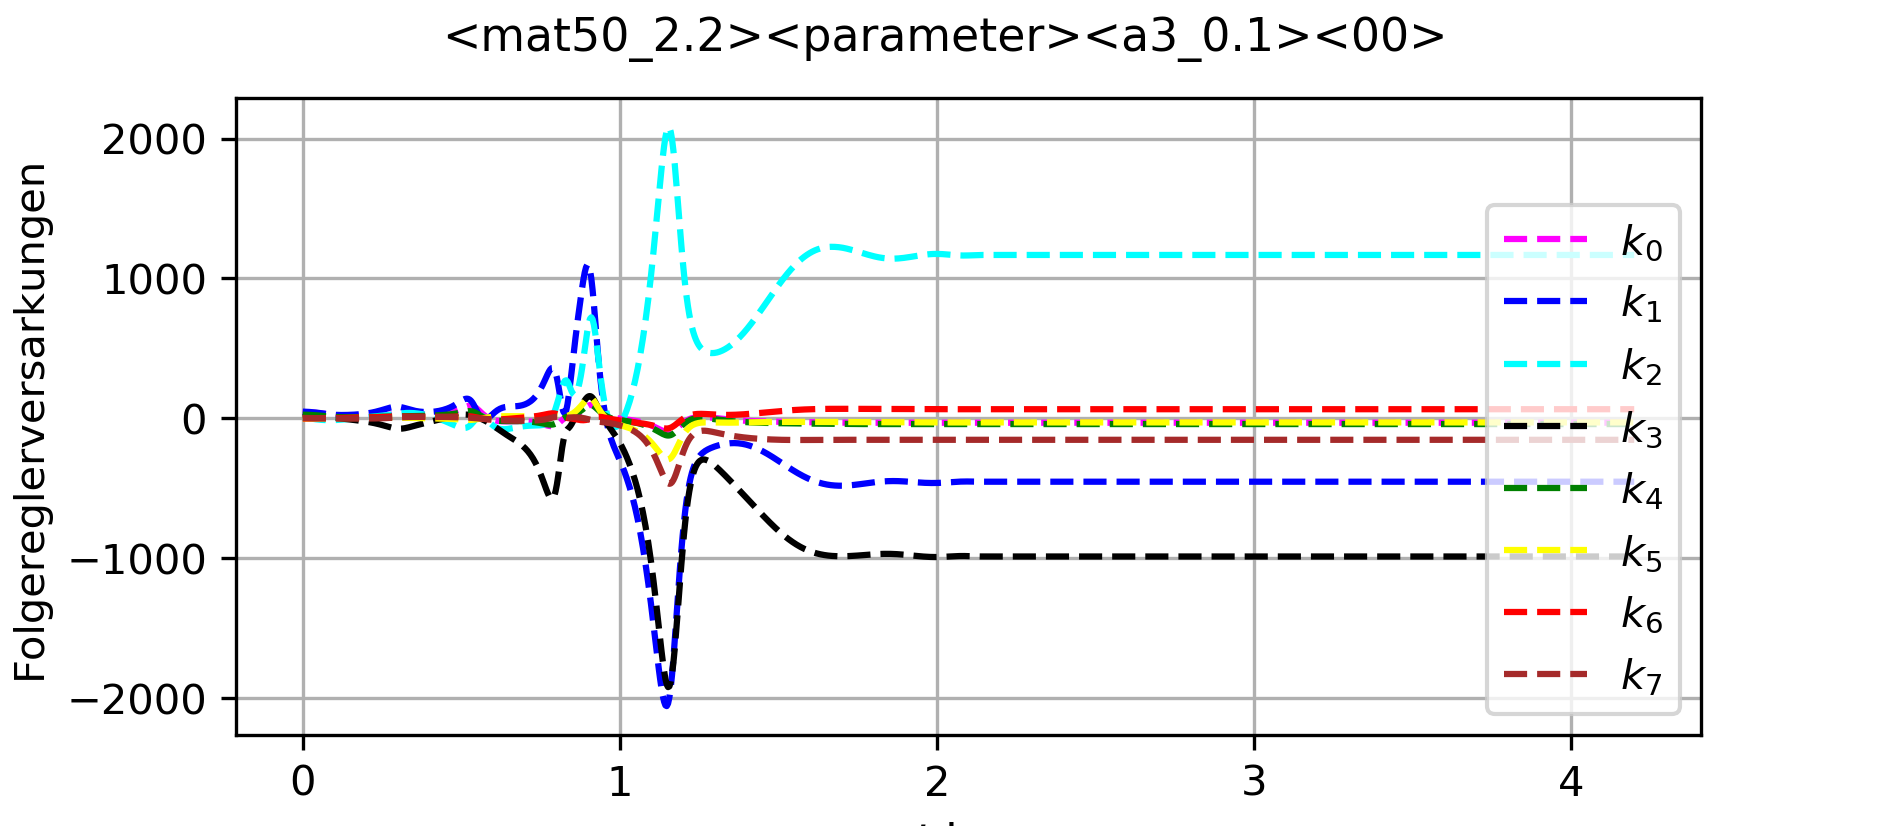 <mat50_2.2><parameter><a3_0.1><00>
Folgereglerversarkungen
2000
1000
0
−1000
−2000
0 1 2 3 4
k0
k1
k2
k3
k4
k5
k6
k7